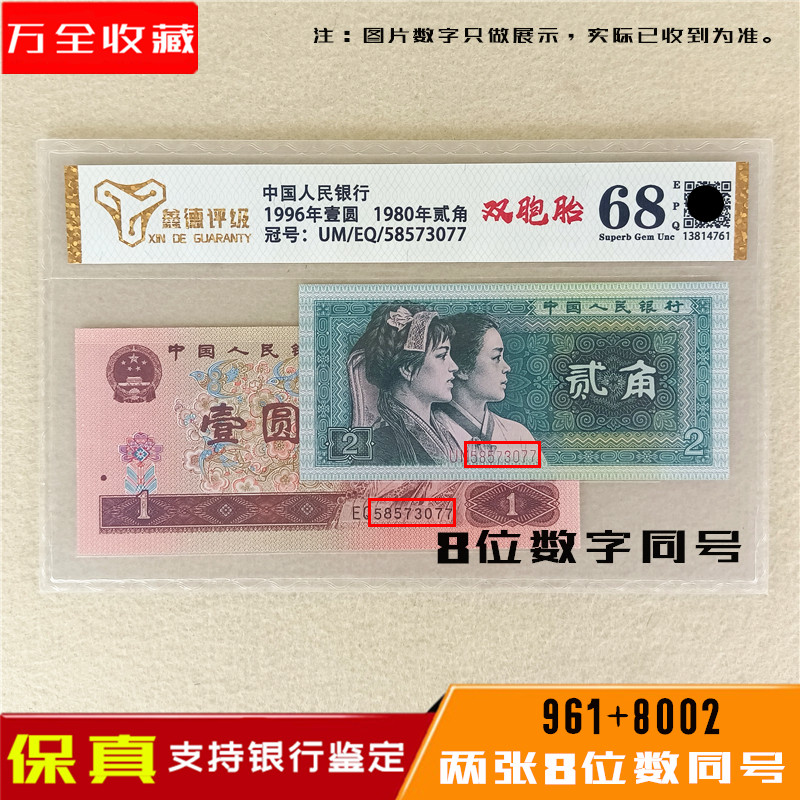 万全收藏
注：图片数字只做展示，实际已收到为准。
鑫德评级
XIN DE GUARANTY
中国人民银行
1996年壹圆 1980年贰角
冠号：UM/EQ/58573077
双胞胎
68
EPQ
Superb Gem Unc
13814761
中国人民银行
贰角
2
2
UM58573077
中国人民银
壹圆
1
1
EQ58573077
8位数字同号
保真 支持银行鉴定
961+8002
两张8位数同号